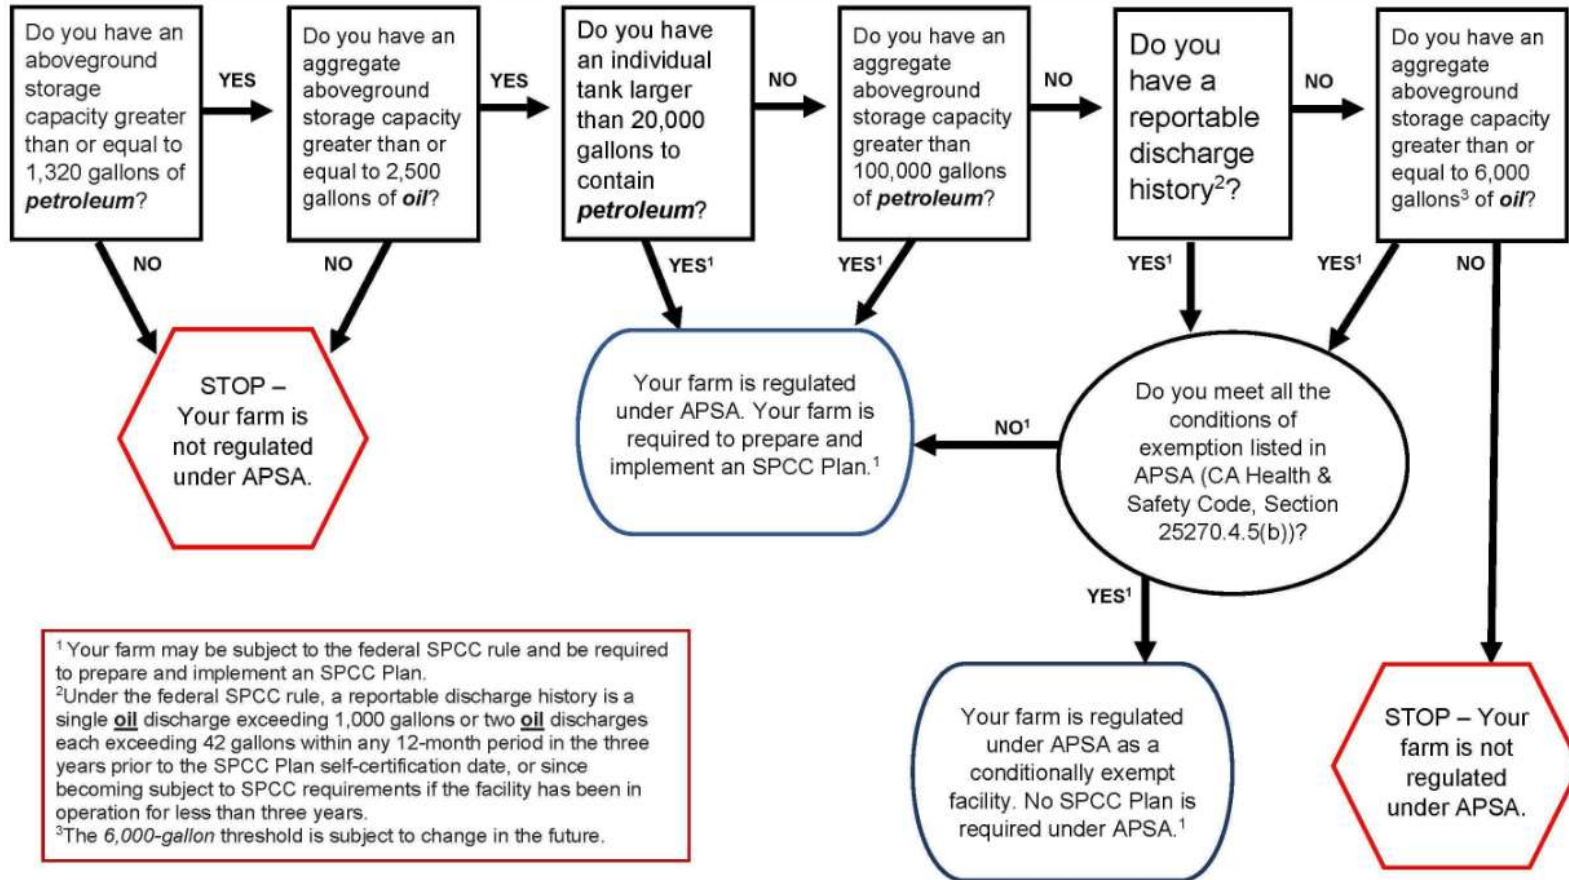 Do you have an
aboveground
storage
capacity greater
than or equal to
1,320 gallons of
petroleum?
YES
Do you have an
aggregate
aboveground
storage capacity
greater than or
equal to 2,500
gallons of oil?
YES
Do you have
an individual
tank larger
than 20,000
gallons to
contain
petroleum?
NO
Do you have an
aggregate
aboveground
storage capacity
greater than
100,000 gallons
of petroleum?
NO
Do you
have a
reportable
discharge
history²?
NO
Do you have an
aggregate
aboveground
storage capacity
greater than or
equal to 6,000
gallons³ of oil?
NO
NO
YES¹
YES¹
YES¹
YES¹
NO
STOP –
Your farm is
not regulated
under APSA.
Your farm is regulated
under APSA. Your farm is
required to prepare and
implement an SPCC Plan.¹
NO¹
Do you meet all the
conditions of
exemption listed in
APSA (CA Health &
Safety Code, Section
25270.4.5(b))?
YES¹
¹ Your farm may be subject to the federal SPCC rule and be required
to prepare and implement an SPCC Plan.
²Under the federal SPCC rule, a reportable discharge history is a
single oil discharge exceeding 1,000 gallons or two oil discharges
each exceeding 42 gallons within any 12-month period in the three
years prior to the SPCC Plan self-certification date, or since
becoming subject to SPCC requirements if the facility has been in
operation for less than three years.
³The 6,000-gallon threshold is subject to change in the future.
Your farm is regulated
under APSA as a
conditionally exempt
facility. No SPCC Plan is
required under APSA.¹
STOP – Your
farm is not
regulated
under APSA.